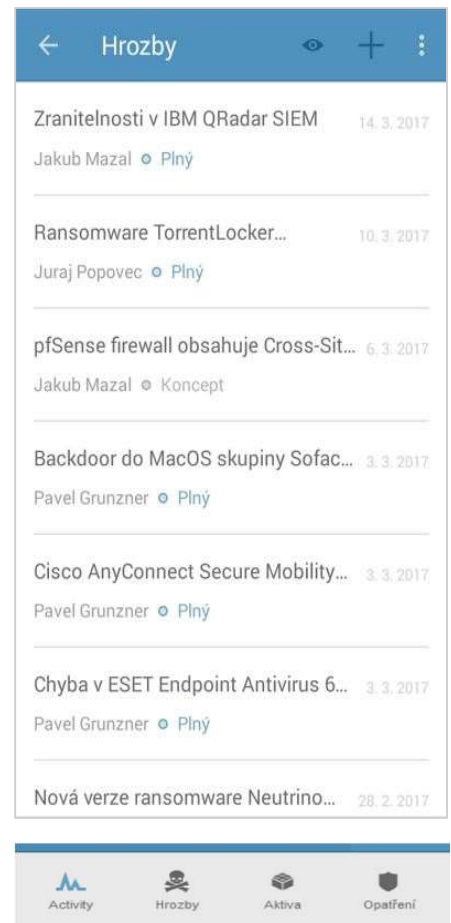 Hrozby
Zranitelnosti v IBM QRadar SIEM 14. 3. 2017
Jakub Mazal Plný
Ransomware TorrentLocker... 10. 3. 2017
Juraj Popovec Plný
pfSense firewall obsahuje Cross-Sit... 6. 3. 2017
Jakub Mazal Koncept
Backdoor do MacOS skupiny Sofac... 3. 3. 2017
Pavel Grunzner Plný
Cisco AnyConnect Secure Mobility... 3. 3. 2017
Pavel Grunzner Plný
Chyba v ESET Endpoint Antivirus 6... 3. 3. 2017
Pavel Grunzner Plný
Nová verze ransomware Neutrino... 28. 2. 2017
Activity Hrozby Aktiva Opatření